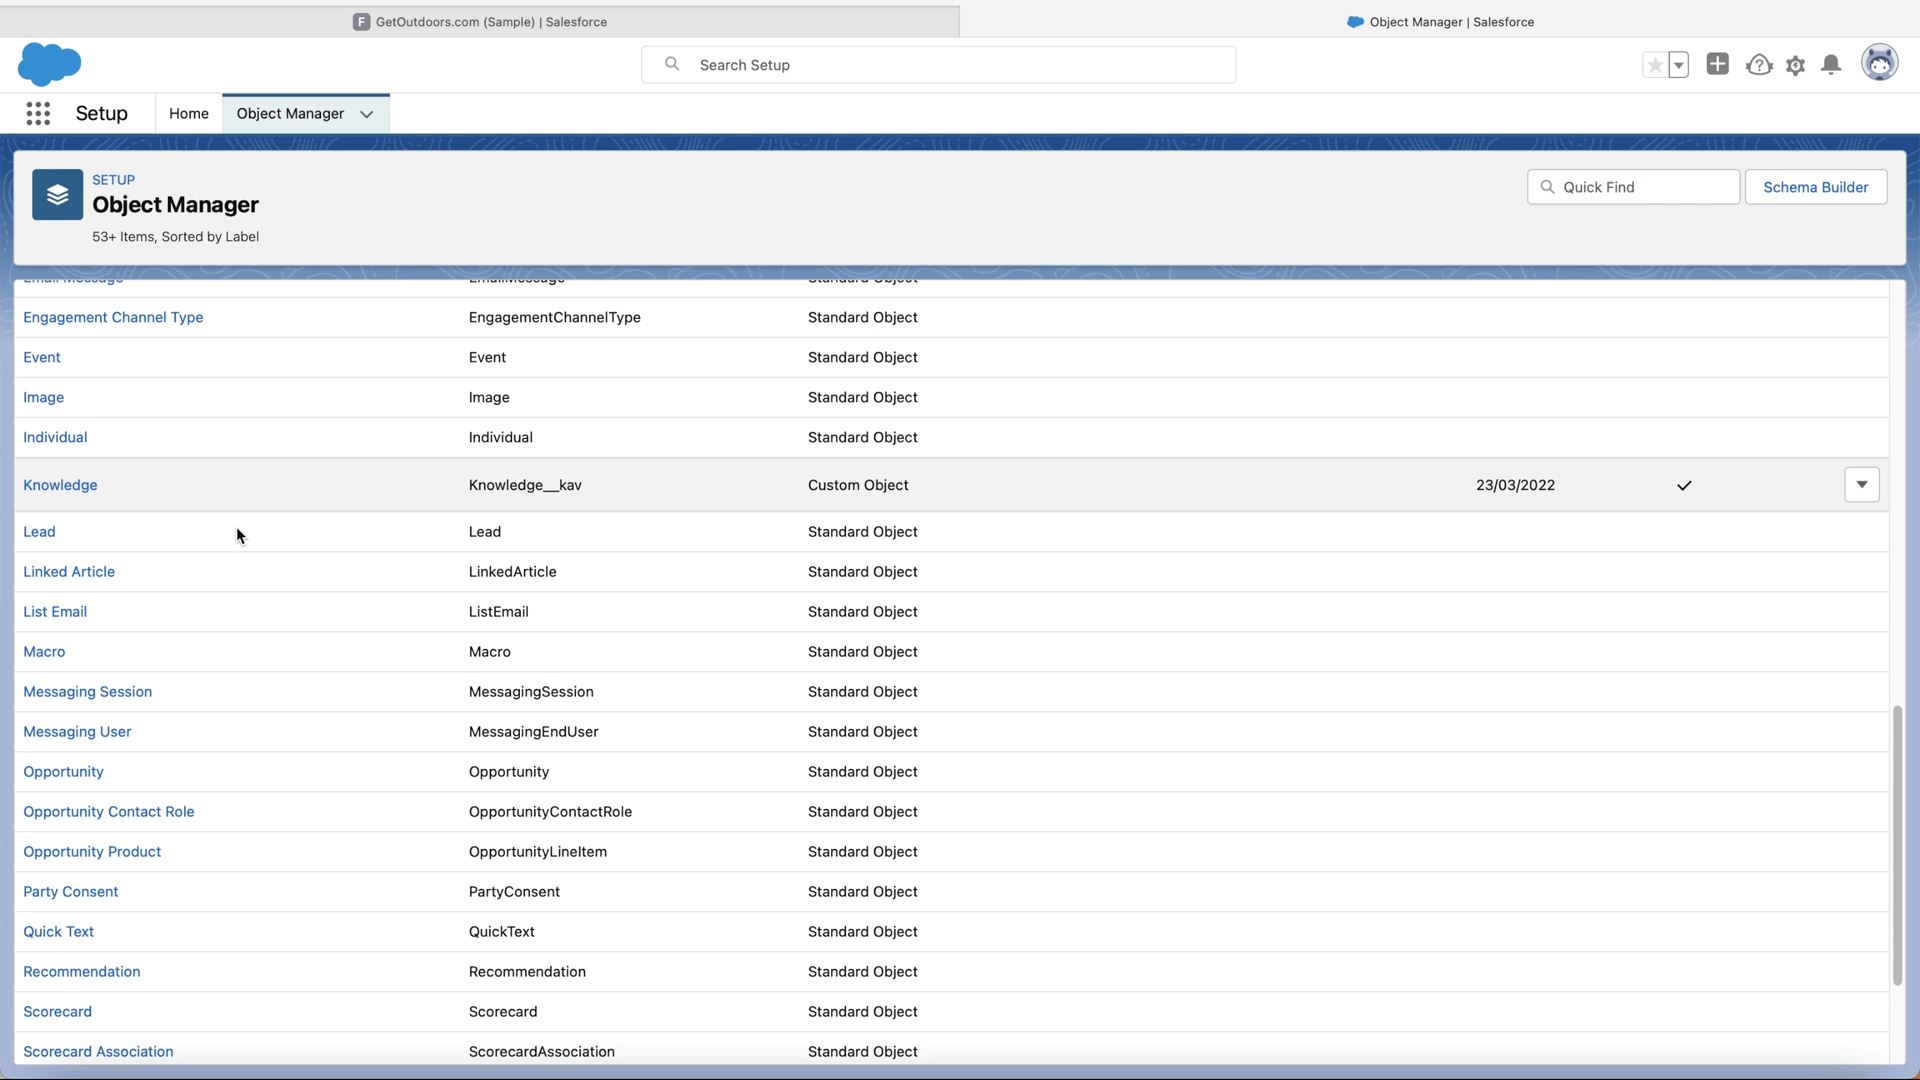 F GetOutdoors.com (Sample) | Salesforce
Object Manager | Salesforce
Search Setup
Setup
Home
Object Manager
SETUP
Object Manager
53+ Items, Sorted by Label
Quick Find
Schema Builder
Email Message EmailMessage Standard Object
Engagement Channel Type EngagementChannelType Standard Object
Event Event Standard Object
Image Image Standard Object
Individual Individual Standard Object
Knowledge Knowledge__kav Custom Object 23/03/2022
Lead Lead Standard Object
Linked Article LinkedArticle Standard Object
List Email ListEmail Standard Object
Macro Macro Standard Object
Messaging Session MessagingSession Standard Object
Messaging User MessagingEndUser Standard Object
Opportunity Opportunity Standard Object
Opportunity Contact Role OpportunityContactRole Standard Object
Opportunity Product OpportunityLineItem Standard Object
Party Consent PartyConsent Standard Object
Quick Text QuickText Standard Object
Recommendation Recommendation Standard Object
Scorecard Scorecard Standard Object
Scorecard Association ScorecardAssociation Standard Object